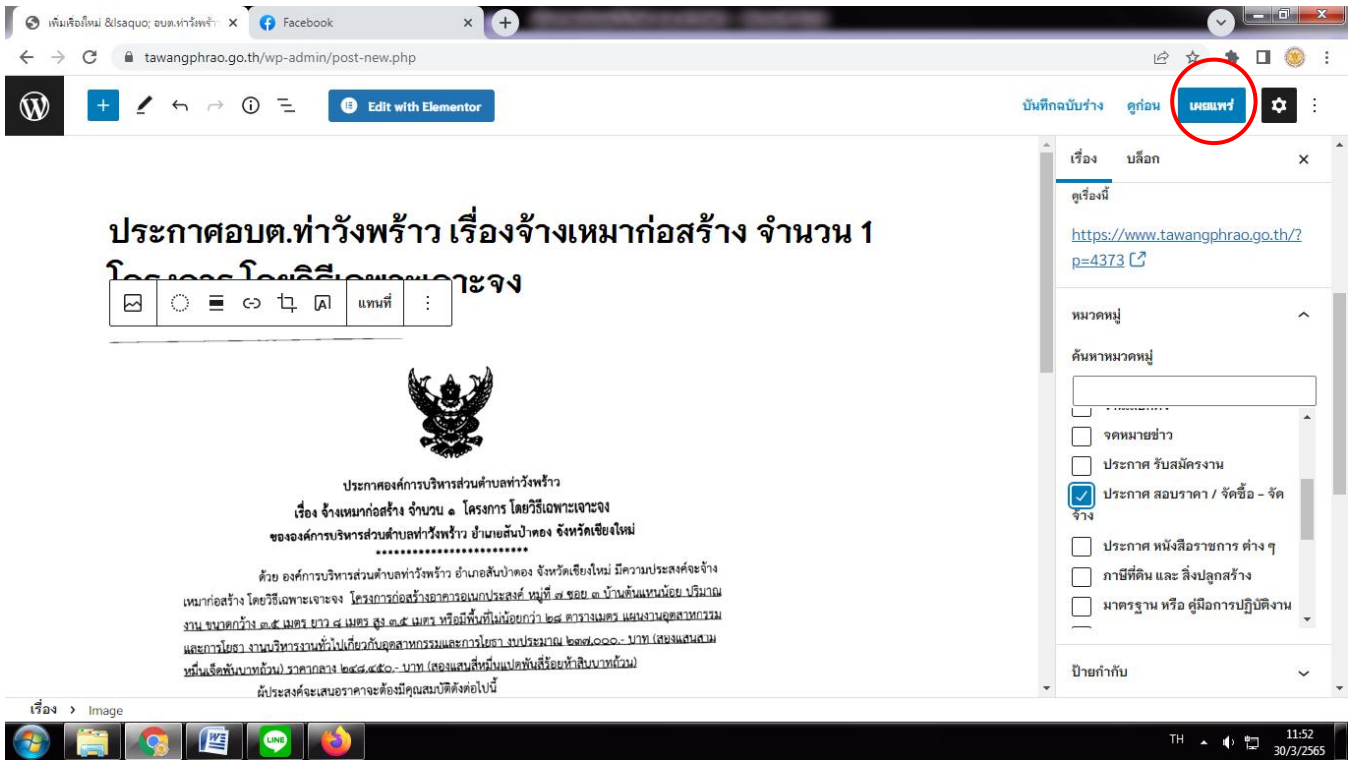 เพิ่มเรื่องใหม่ &lsaquo; อบต.ท่าวังพร้าว
Facebook
tawangphrao.go.th/wp-admin/post-new.php
Edit with Elementor
บันทึกฉบับร่าง
ดูก่อน
เผยแพร่
ประกาศอบต.ท่าวังพร้าว เรื่องจ้างเหมาก่อสร้าง จำนวน 1
โครงการ โดยวิธีเฉพาะเจาะจง
แทนที่
ประกาศองค์การบริหารส่วนตำบลท่าวังพร้าว
เรื่อง จ้างเหมาก่อสร้าง จำนวน ๑ โครงการ โดยวิธีเฉพาะเจาะจง
ขององค์การบริหารส่วนตำบลท่าวังพร้าว อำเภอสันป่าตอง จังหวัดเชียงใหม่
**************************
ด้วย องค์การบริหารส่วนตำบลท่าวังพร้าว อำเภอสันป่าตอง จังหวัดเชียงใหม่ มีความประสงค์จะจ้าง
เหมาก่อสร้าง โดยวิธีเฉพาะเจาะจง โครงการก่อสร้างอาคารอเนกประสงค์ หมู่ที่ ๗ ซอย ๓ บ้านต้นแหนน้อย ปริมาณ
งาน ขนาดกว้าง ๓.๕ เมตร ยาว ๘ เมตร สูง ๓.๕ เมตร หรือมีพื้นที่ไม่น้อยกว่า ๒๘ ตารางเมตร แผนงานอุตสาหกรรม
และการโยธา งานบริหารงานทั่วไปเกี่ยวกับอุตสาหกรรมและการโยธา งบประมาณ ๒๓๗,๐๐๐.- บาท (สองแสนสาม
หมื่นเจ็ดพันบาทถ้วน) ราคากลาง ๒๔๘,๔๕๐.- บาท (สองแสนสี่หมื่นแปดพันสี่ร้อยห้าสิบบาทถ้วน)
ผู้ประสงค์จะเสนอราคาจะต้องมีคุณสมบัติดังต่อไปนี้
เรื่อง
บล็อก
ดูเรื่องนี้
https://www.tawangphrao.go.th/?
p=4373
หมวดหมู่
ค้นหาหมวดหมู่
จดหมายข่าว
ประกาศ รับสมัครงาน
ประกาศ สอบราคา / จัดซื้อ – จัด
จ้าง
ประกาศ หนังสือราชการ ต่าง ๆ
ภาษีที่ดิน และ สิ่งปลูกสร้าง
มาตรฐาน หรือ คู่มือการปฏิบัติงาน
ป้ายกำกับ
เรื่อง
Image
LINE
TH
11:52
30/3/2565